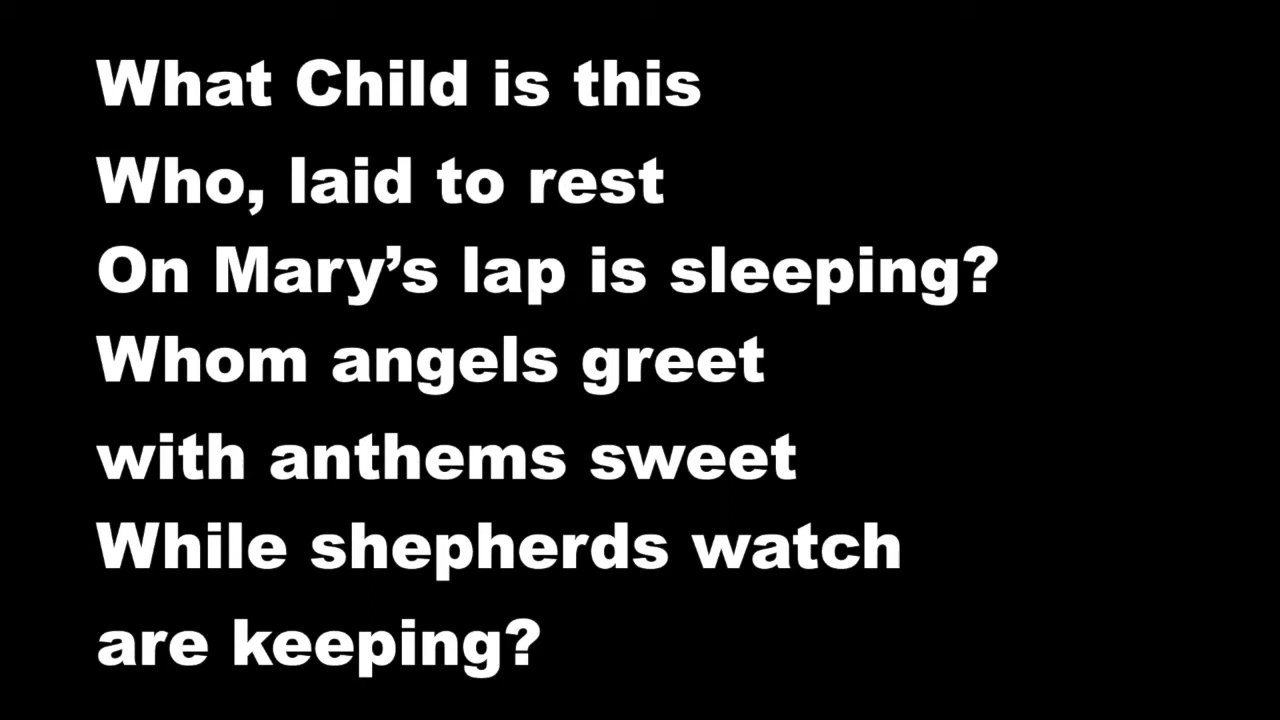 What Child is this
Who, laid to rest
On Mary’s lap is sleeping?
Whom angels greet
with anthems sweet
While shepherds watch
are keeping?